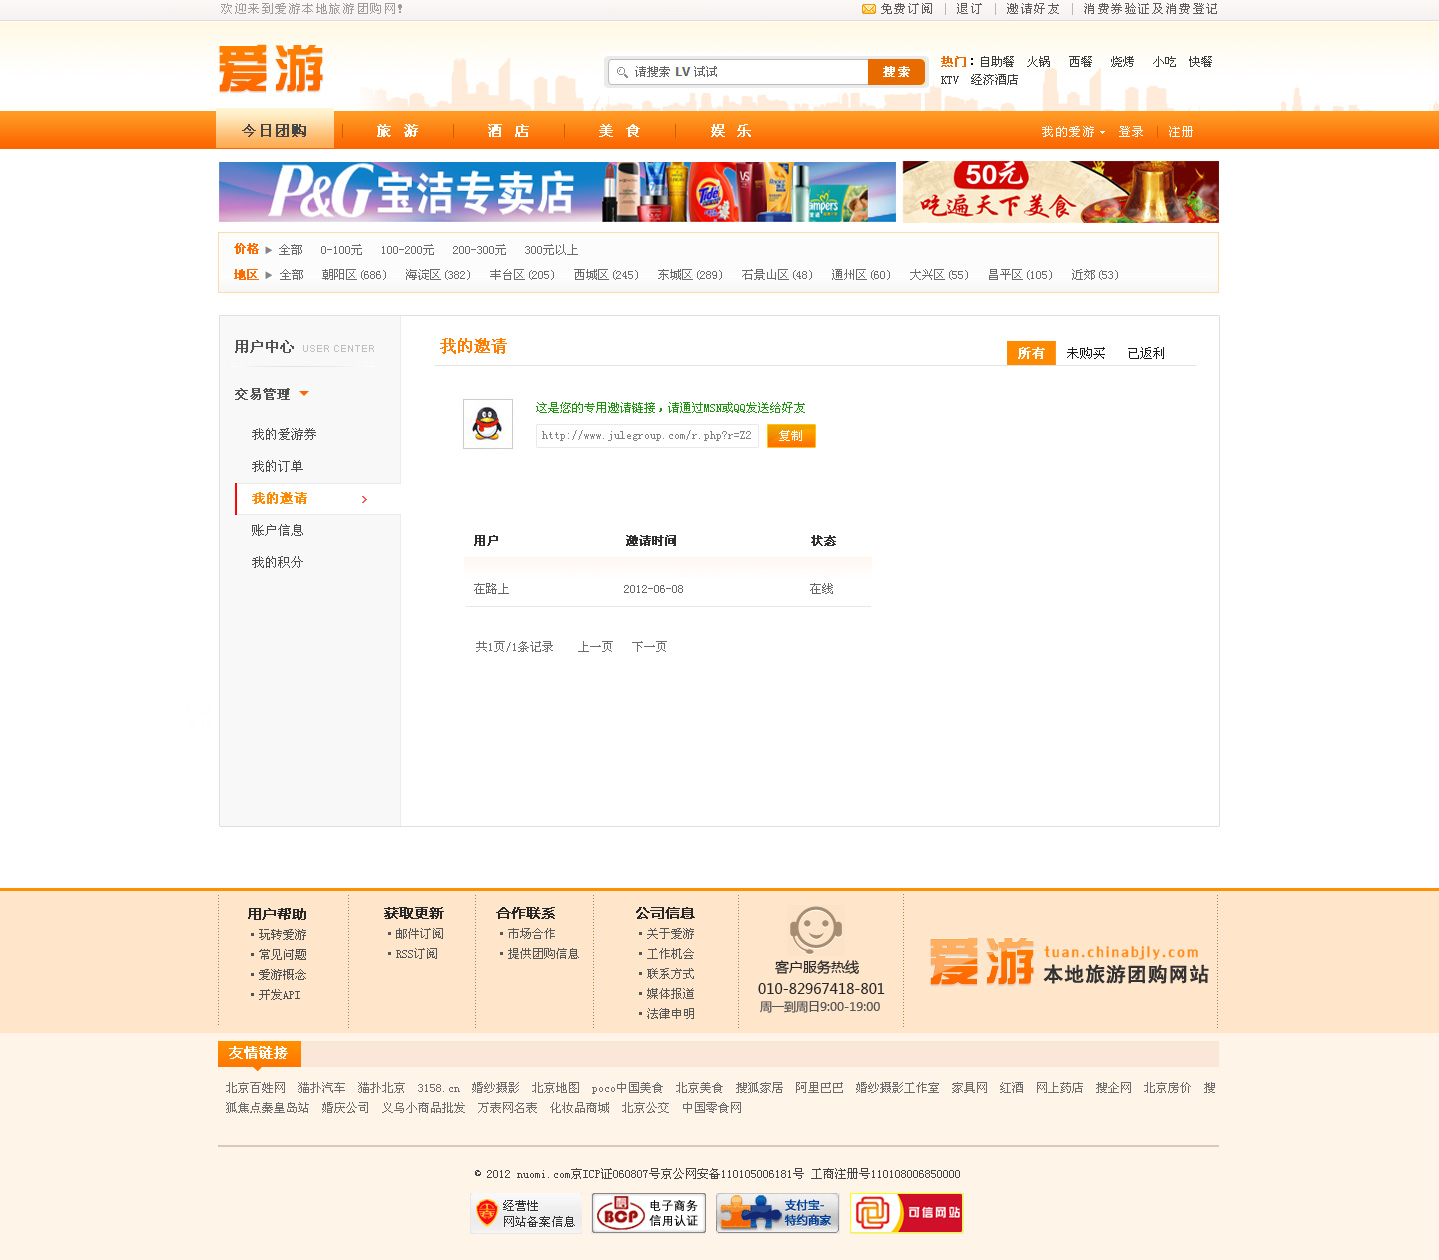 欢迎来到爱游本地旅游团购网！
免费订阅 | 退订 | 邀请好友 | 消费券验证及消费登记
爱游
请搜索 LV 试试
搜索
热门：自助餐 火锅 西餐 烧烤 小吃 快餐
KTV 经济酒店
今日团购 旅游 酒店 美食 娱乐
我的爱游 登录 注册
P&G宝洁专卖店
Tide
VS
Pampers
50元
吃遍天下美食
价格 全部 0-100元 100-200元 200-300元 300元以上
地区 全部 朝阳区(686) 海淀区(382) 丰台区(205) 西城区(245) 东城区(289) 石景山区(48) 通州区(60) 大兴区(55) 昌平区(105) 近郊(53)
用户中心 USER CENTER
交易管理
我的爱游券
我的订单
我的邀请
账户信息
我的积分
我的邀请
所有 未购买 已返利
这是您的专用邀请链接，请通过MSN或QQ发送给好友
http://www.julegroup.com/r.php?r=Z2
复制
用户 邀请时间 状态
在路上 2012-06-08 在线
共1页/1条记录 上一页 下一页
用户帮助
玩转爱游
常见问题
爱游概念
开发API
获取更新
邮件订阅
RSS订阅
合作联系
市场合作
提供团购信息
公司信息
关于爱游
工作机会
联系方式
媒体报道
法律申明
客户服务热线
010-82967418-801
周一到周日9:00-19:00
爱游
tuan.chinabjly.com
本地旅游团购网站
友情链接
北京百姓网 猫扑汽车 猫扑北京 3158.cn 婚纱摄影 北京地图 poco中国美食 北京美食 搜狐家居 阿里巴巴 婚纱摄影工作室 家具网 红酒 网上药店 搜企网 北京房价 搜
狐焦点秦皇岛站 婚庆公司 义乌小商品批发 万表网名表 化妆品商城 北京公交 中国零食网
© 2012 nuomi.com京ICP证060807号京公网安备110105006181号 工商注册号110108006850000
经营性
网站备案信息
BCP
电子商务
信用认证
支付宝-
特约商家
可信网站